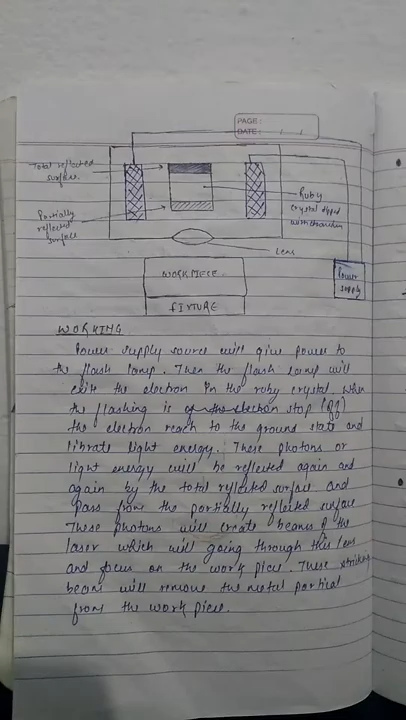 PAGE:
DATE: / /
Total reflected
surface
Partially
reflected
surface
Ruby
crystal dipped
with chromium
Lens
WORKPIECE.
FIXTURE
Power
supply
WORKING
Power supply source will give power to
the flash lamp. Then the flash lamp will
exite the electron in the ruby crystal. When
the flashing is of the electron stop (off)
the electron reach to the ground state and
librate light energy. These photons or
light energy will be reflected again and
again by the total reflected surface and
pass from the partially reflected surface
These photons will create beams of the
laser which will going through this lens
and focus on the work piece. These striking
beam will remove the metal partical
from the work piece.